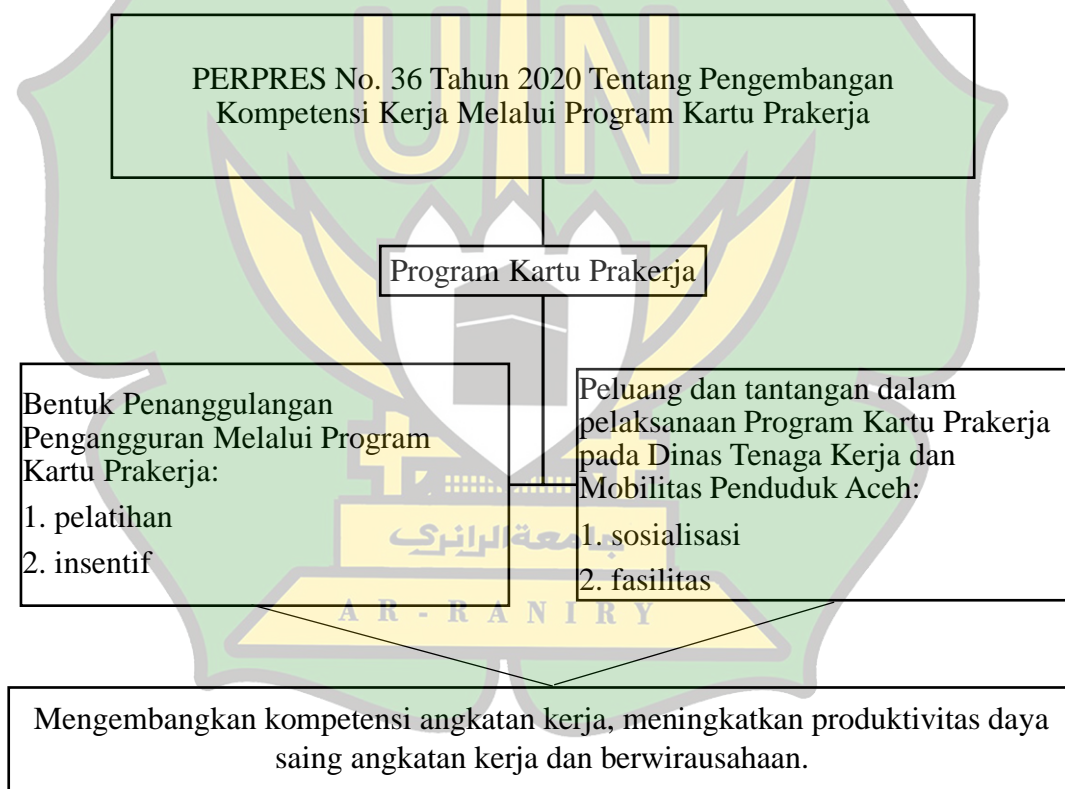 UIN
PERPRES No. 36 Tahun 2020 Tentang Pengembangan
Kompetensi Kerja Melalui Program Kartu Prakerja
Program Kartu Prakerja
Bentuk Penanggulangan
Pengangguran Melalui Program
Kartu Prakerja:
1. pelatihan
2. insentif
Peluang dan tantangan dalam
pelaksanaan Program Kartu Prakerja
pada Dinas Tenaga Kerja dan
Mobilitas Penduduk Aceh:
1. sosialisasi
2. fasilitas
جامعة الرانري
AR-RANIRY
Mengembangkan kompetensi angkatan kerja, meningkatkan produktivitas daya
saing angkatan kerja dan berwirausahaan.